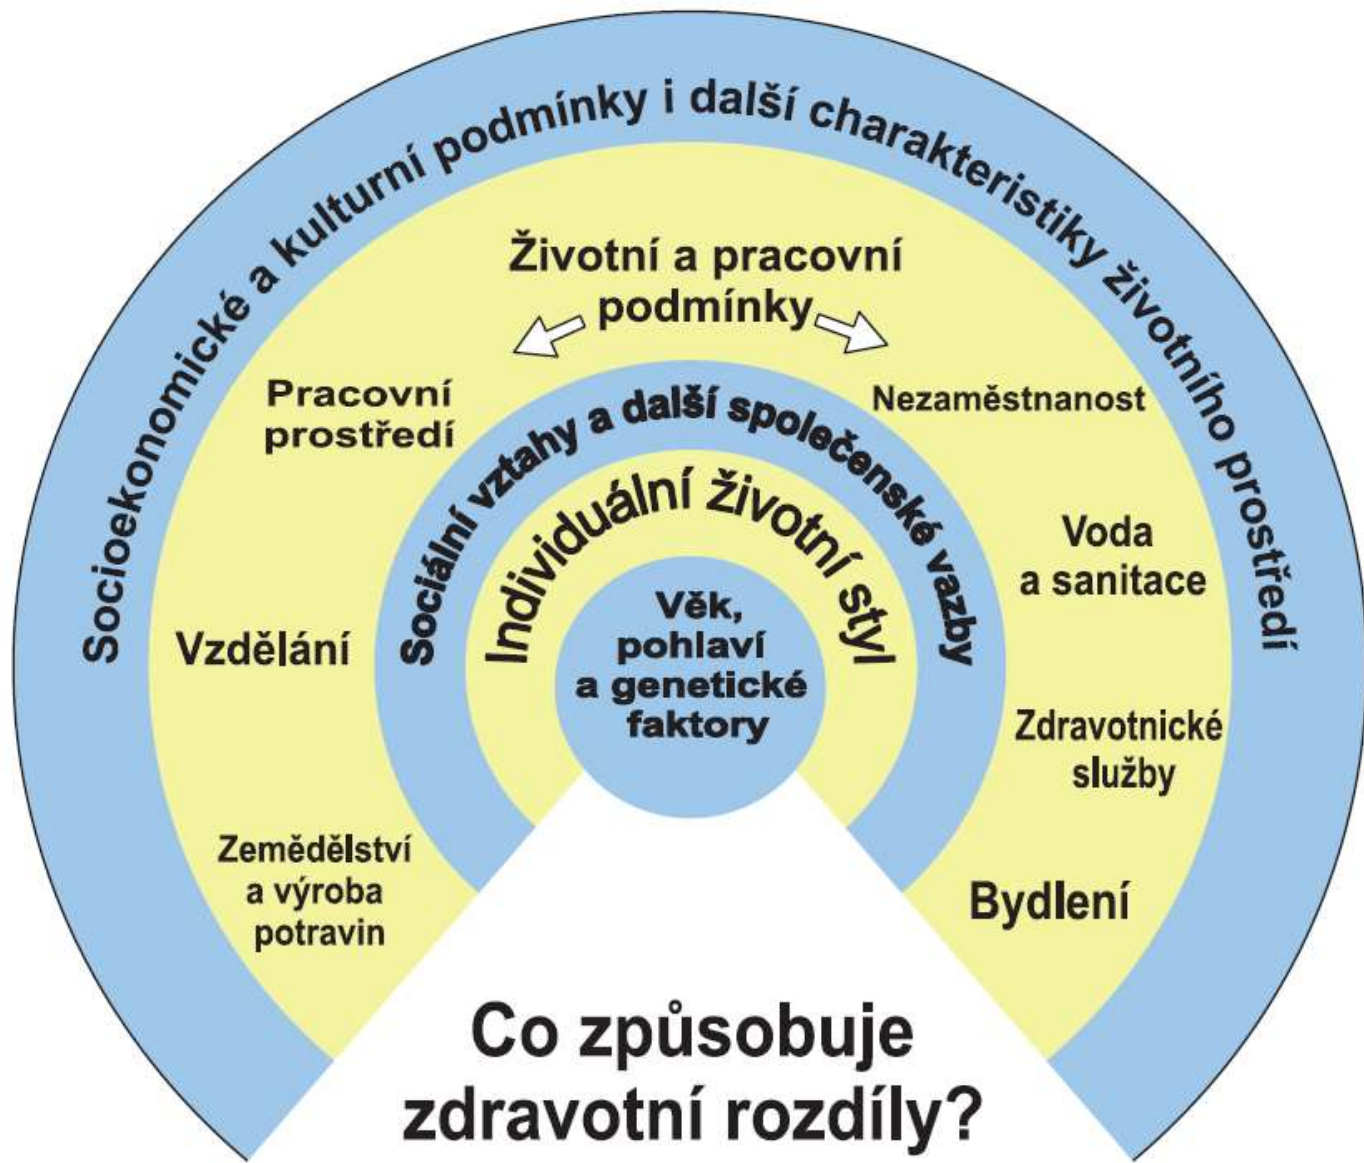 Socioekonomické a kulturní podmínky i další charakteristiky životního prostředí
Životní a pracovní
podmínky
Pracovní
prostředí
Nezaměstnanost
Sociální vztahy a další společenské vazby
Individuální životní styl
Voda
a sanitace
Věk,
pohlaví
a genetické
faktory
Vzdělání
Zdravotnické
služby
Zemědělství
a výroba
potravin
Bydlení
Co způsobuje
zdravotní rozdíly?